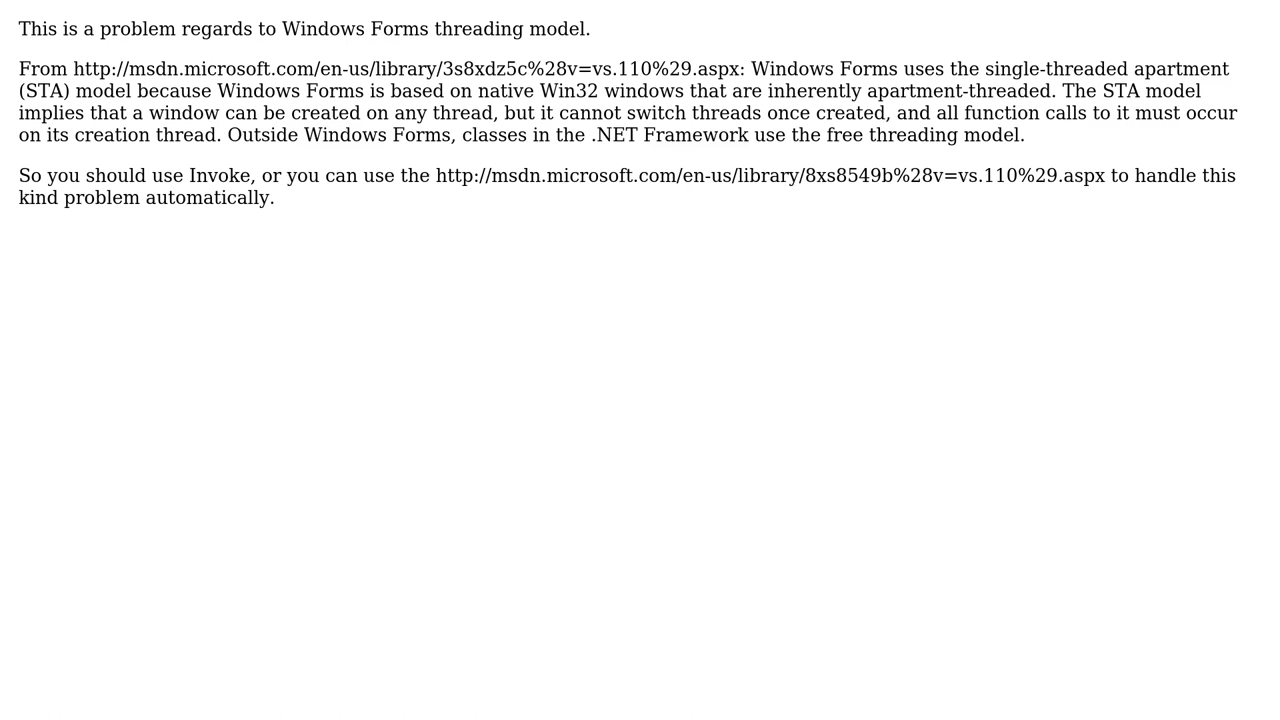 This is a problem regards to Windows Forms threading model.
From http://msdn.microsoft.com/en-us/library/3s8xdz5c%28v=vs.110%29.aspx: Windows Forms uses the single-threaded apartment
(STA) model because Windows Forms is based on native Win32 windows that are inherently apartment-threaded. The STA model
implies that a window can be created on any thread, but it cannot switch threads once created, and all function calls to it must occur
on its creation thread. Outside Windows Forms, classes in the .NET Framework use the free threading model.
So you should use Invoke, or you can use the http://msdn.microsoft.com/en-us/library/8xs8549b%28v=vs.110%29.aspx to handle this
kind problem automatically.